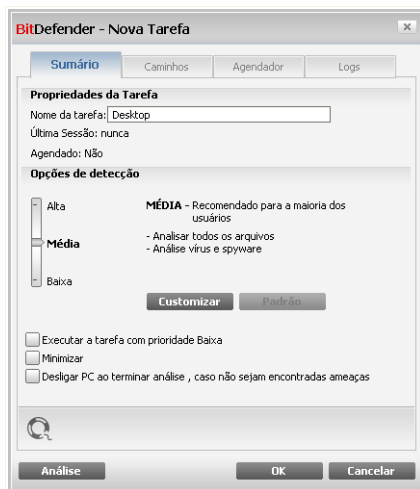 BitDefender - Nova Tarefa
Sumário Caminhos Agendador Logs
Propriedades da Tarefa
Nome da tarefa: Desktop
Última Sessão: nunca
Agendado: Não
Opções de detecção
Alta
Média
Baixa
MÉDIA - Recomendado para a maioria dos
usuários
- Analisar todos os arquivos
- Análise vírus e spyware
Customizar Padrão
Executar a tarefa com prioridade Baixa
Minimizar
Desligar PC ao terminar análise , caso não sejam encontradas ameaças
Análise OK Cancelar